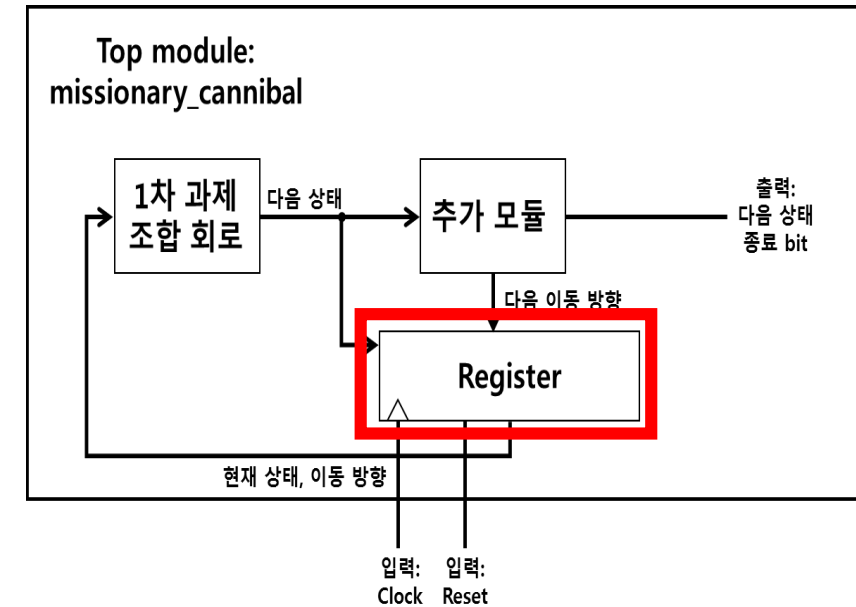 Top module:
missionary_cannibal
1차 과제
조합 회로
다음 상태
추가 모듈
출력:
다음 상태
종료 bit
다음 이동 방향
Register
현재 상태, 이동 방향
입력:
Clock
입력:
Reset